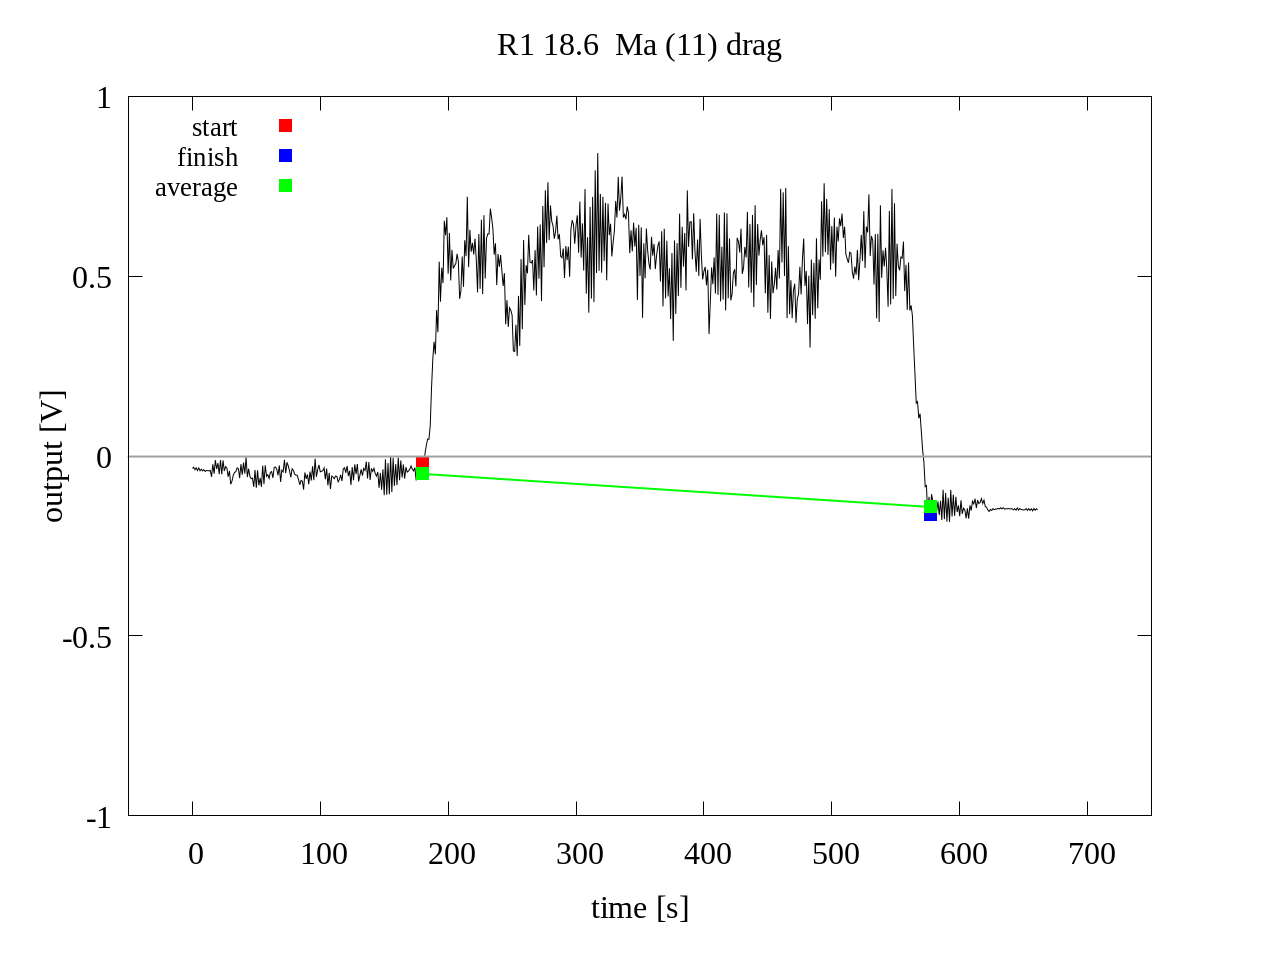 R1 18.6  Ma (11) drag
start
finish
average
1
0.5
0
-0.5
-1
output [V]
0 100 200 300 400 500 600 700
time [s]